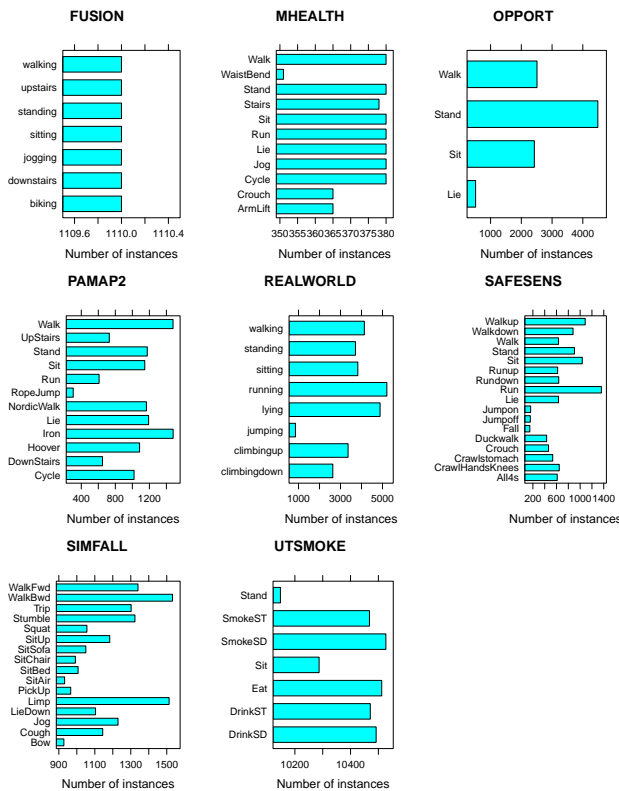 FUSION
walking
upstairs
standing
sitting
jogging
downstairs
biking
1109.6 1110.0 1110.4
Number of instances
MHEALTH
Walk
WaistBend
Stand
Stairs
Sit
Run
Lie
Jog
Cycle
Crouch
ArmLift
350355360365370375380
Number of instances
OPPORT
Walk
Stand
Sit
Lie
1000 2000 3000 4000
Number of instances
PAMAP2
Walk
UpStairs
Stand
Sit
Run
RopeJump
NordicWalk
Lie
Iron
Hoover
DownStairs
Cycle
400 800 1200
Number of instances
REALWORLD
walking
standing
sitting
running
lying
jumping
climbingup
climbingdown
1000 3000 5000
Number of instances
SAFESENS
Walkup
Walkdown
Walk
Stand
Sit
Runup
Rundown
Run
Lie
Jumpon
Jumpoff
Fall
Duckwalk
Crouch
Crawlstomach
CrawlHandsKnees
All4s
200 600 1000 1400
Number of instances
SIMFALL
WalkFwd
WalkBwd
Trip
Stumble
Squat
SitUp
SitSofa
SitChair
SitBed
SitAir
PickUp
Limp
LieDown
Jog
Cough
Bow
900 1100 1300 1500
Number of instances
UTSMOKE
Stand
SmokeST
SmokeSD
Sit
Eat
DrinkST
DrinkSD
10200 10400
Number of instances